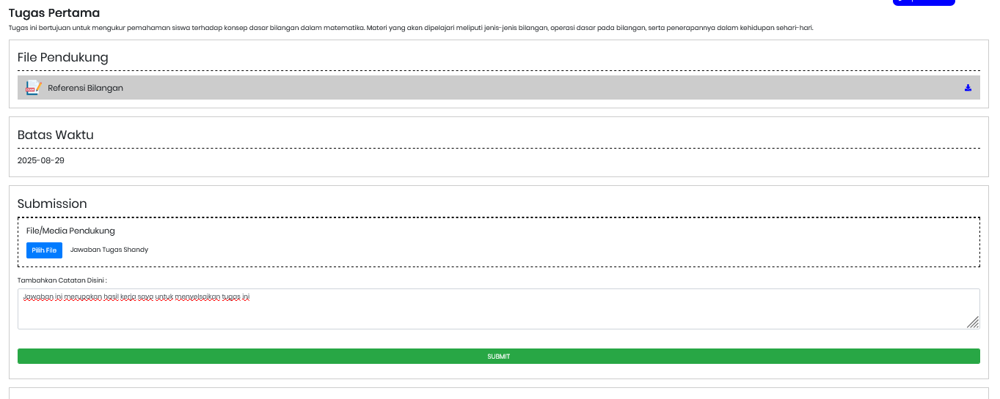 Tugas Pertama
Tugas ini bertujuan untuk mengukur pemahaman siswa terhadap konsep dasar bilangan dalam matematika. Materi yang akan dipelajari meliputi jenis-jenis bilangan, operasi dasar pada bilangan, serta penerapannya dalam kehidupan sehari-hari.
File Pendukung
Referensi Bilangan
Batas Waktu
2025-08-29
Submission
File/Media Pendukung
Pilih File Jawaban Tugas Shandy
Tambahkan Catatan Disini :
Jawaban ini merupakan hasil kerja saya untuk menyelsaikan tugas ini
SUBMIT